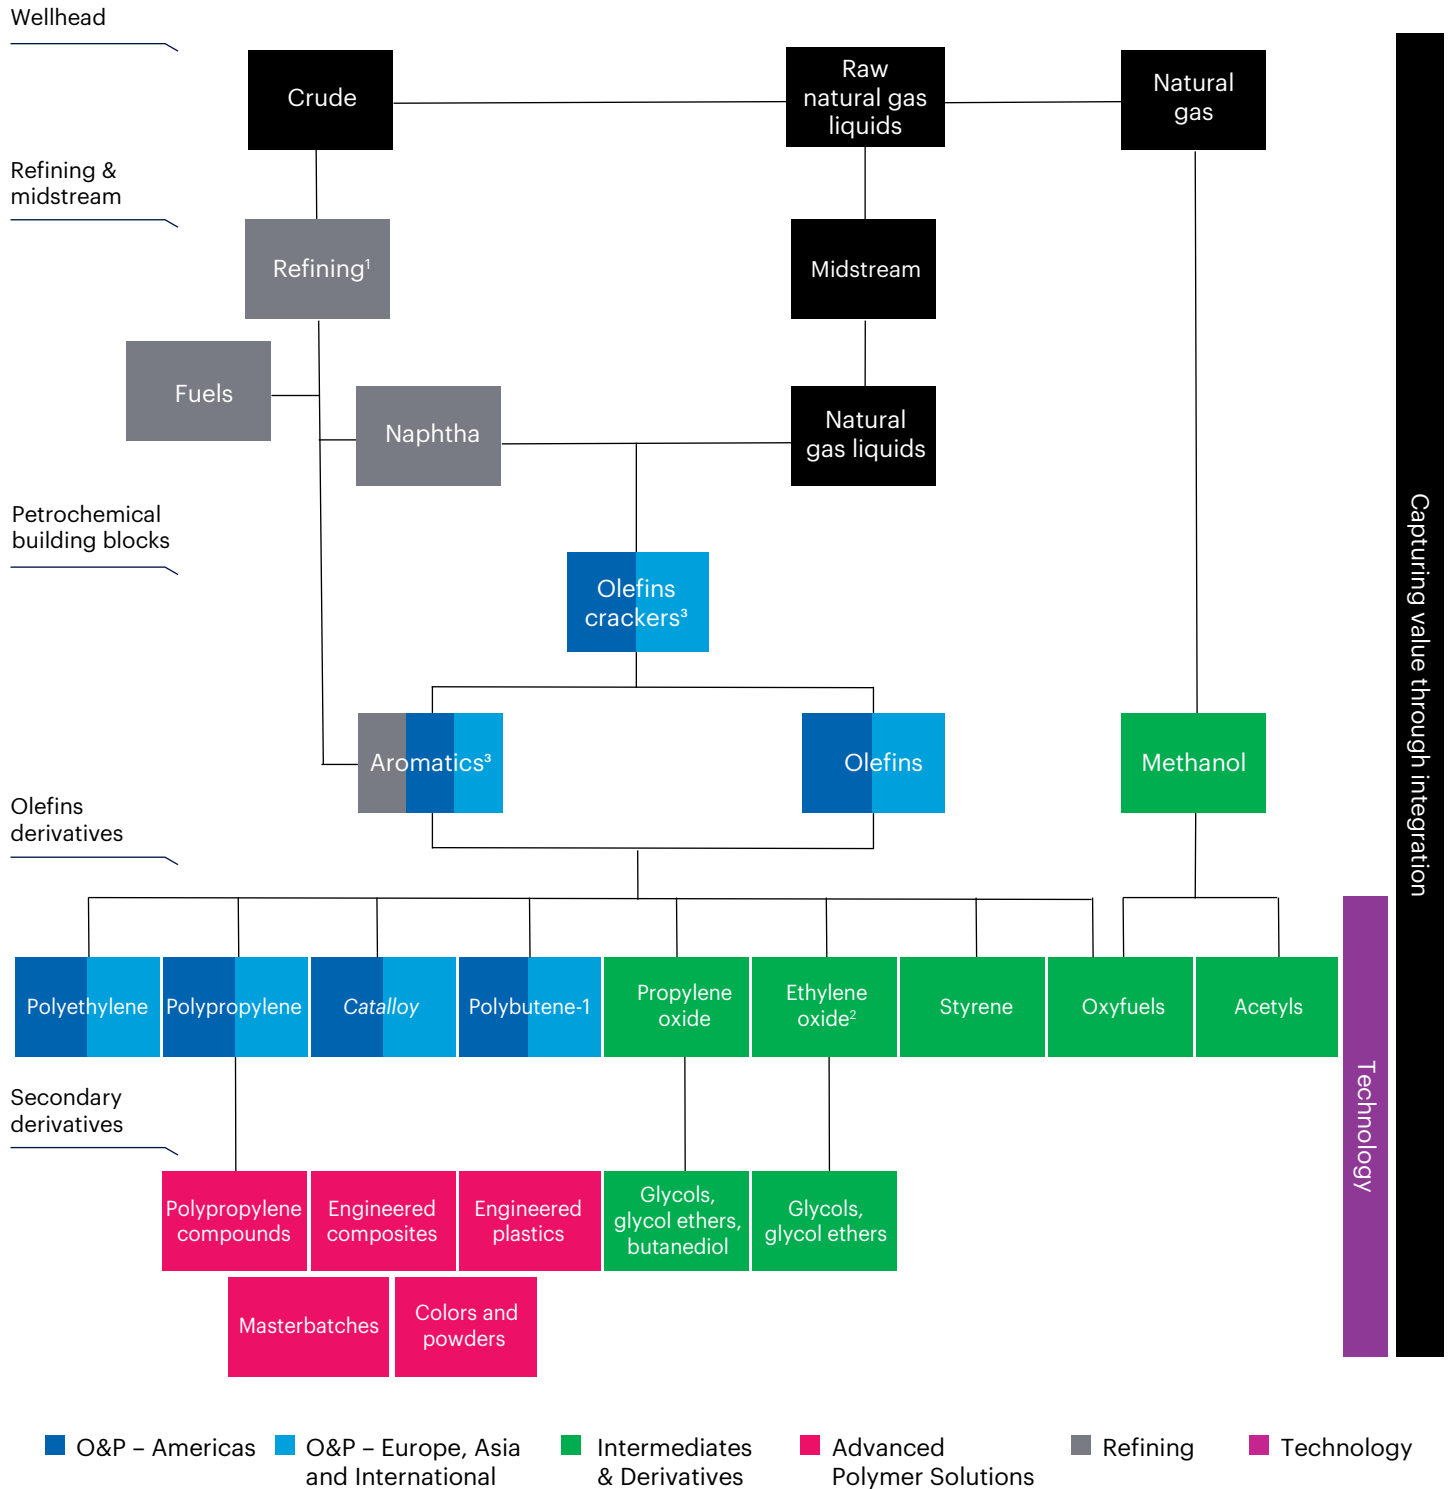 Wellhead
Crude
Raw
natural gas
liquids
Natural
gas
Refining &
midstream
Refining¹
Midstream
Fuels
Naphtha
Natural
gas liquids
Petrochemical
building blocks
Olefins
crackers³
Aromatics³
Olefins
Methanol
Olefins
derivatives
Polyethylene
Polypropylene
Catalloy
Polybutene-1
Propylene
oxide
Ethylene
oxide²
Styrene
Oxyfuels
Acetyls
Secondary
derivatives
Polypropylene
compounds
Engineered
composites
Engineered
plastics
Glycols,
glycol ethers,
butanediol
Glycols,
glycol ethers
Masterbatches
Colors and
powders
Technology
Capturing value through integration
O&P – Americas
O&P – Europe, Asia
and International
Intermediates
& Derivatives
Advanced
Polymer Solutions
Refining
Technology